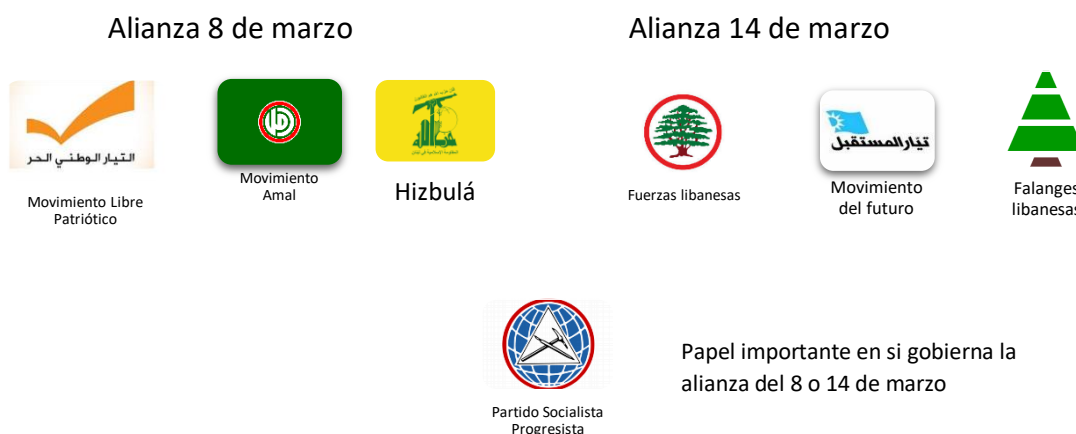 Alianza 8 de marzo
Alianza 14 de marzo
التيار الوطني الحر
Movimiento Libre
Patriótico
Movimiento
Amal
Hizbulá
Fuerzas libanesas
تيار المستقبل
Movimiento
del futuro
Falanges
libanesas
Papel importante en si gobierna la
alianza del 8 o 14 de marzo
Partido Socialista
Progresista